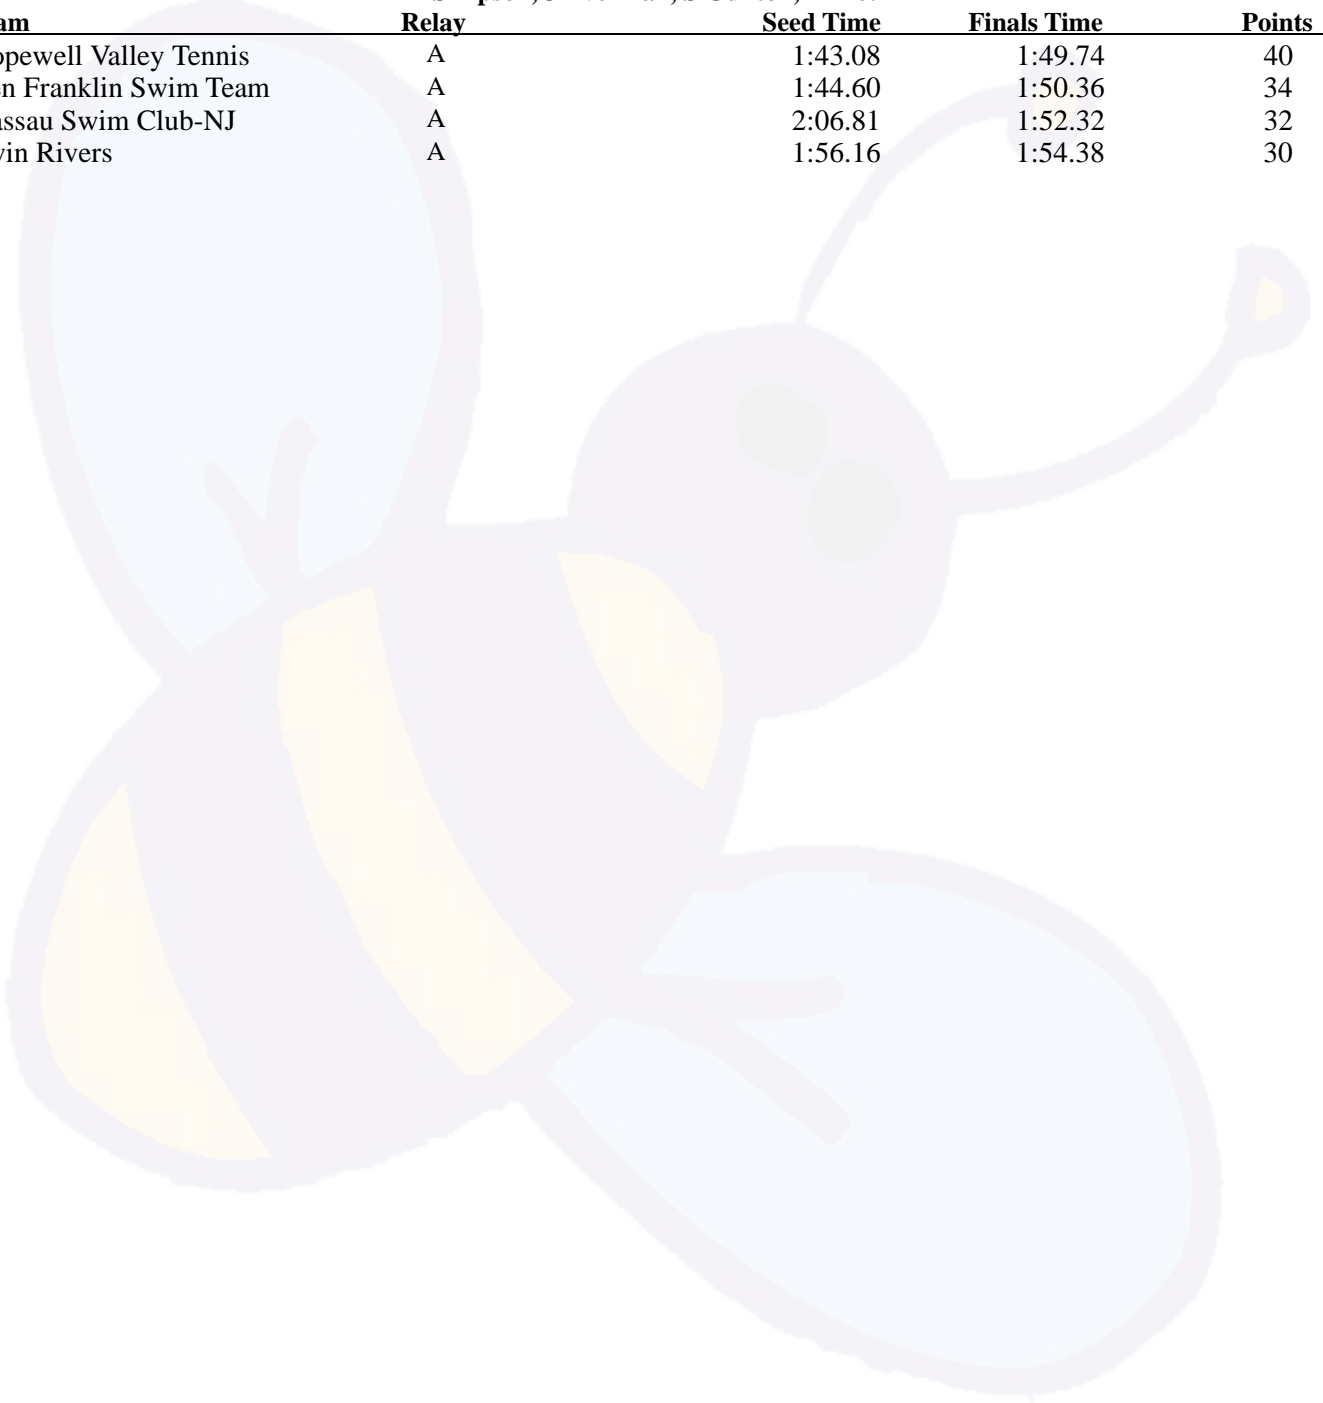 am Relay Seed Time Finals Time Points
opewell Valley Tennis A 1:43.08 1:49.74 40
en Franklin Swim Team A 1:44.60 1:50.36 34
assau Swim Club-NJ A 2:06.81 1:52.32 32
vin Rivers A 1:56.16 1:54.38 30